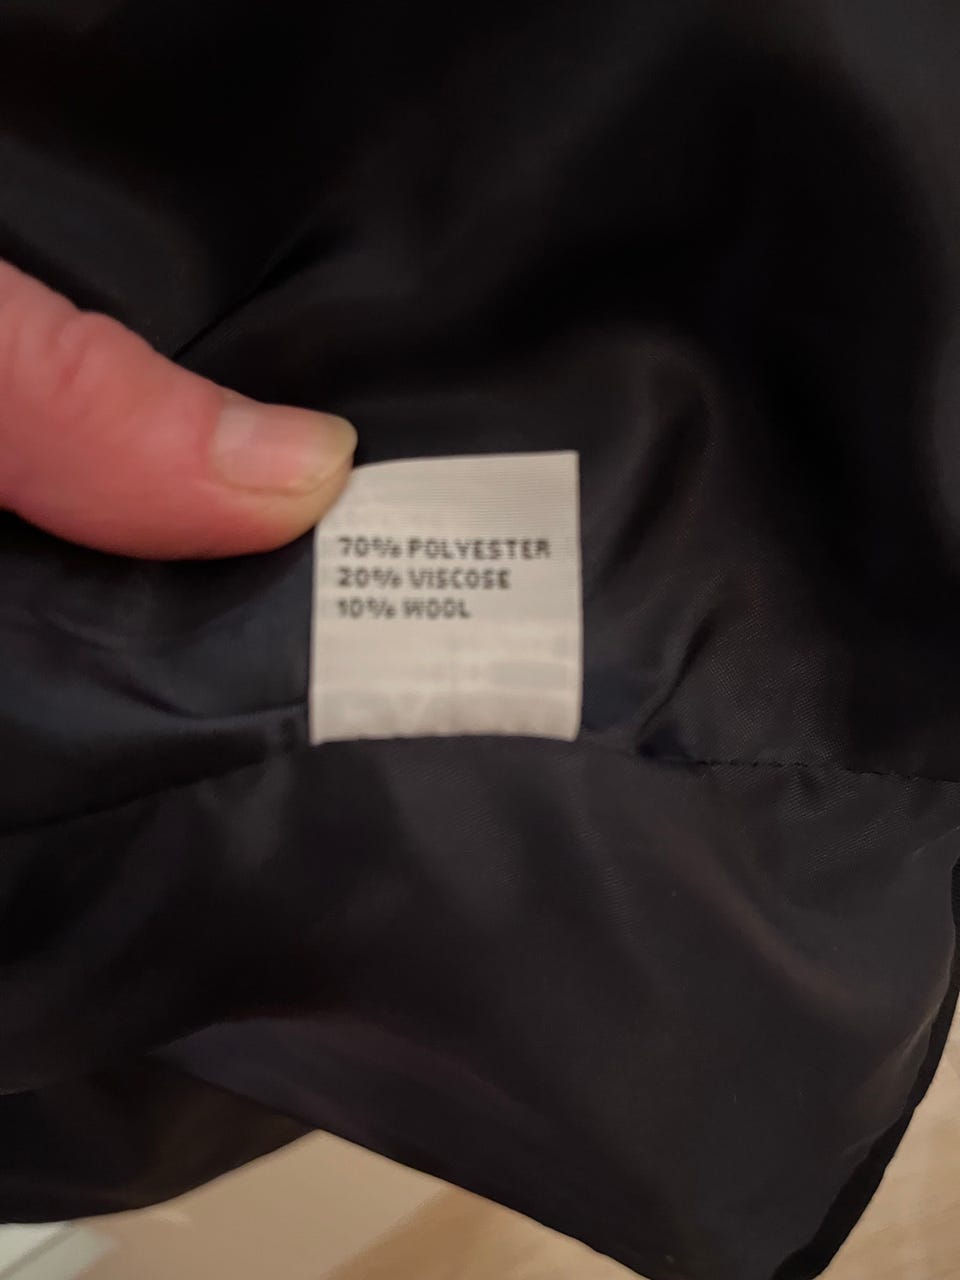 70% POLYESTER
20% VISCOSE
10% WOOL